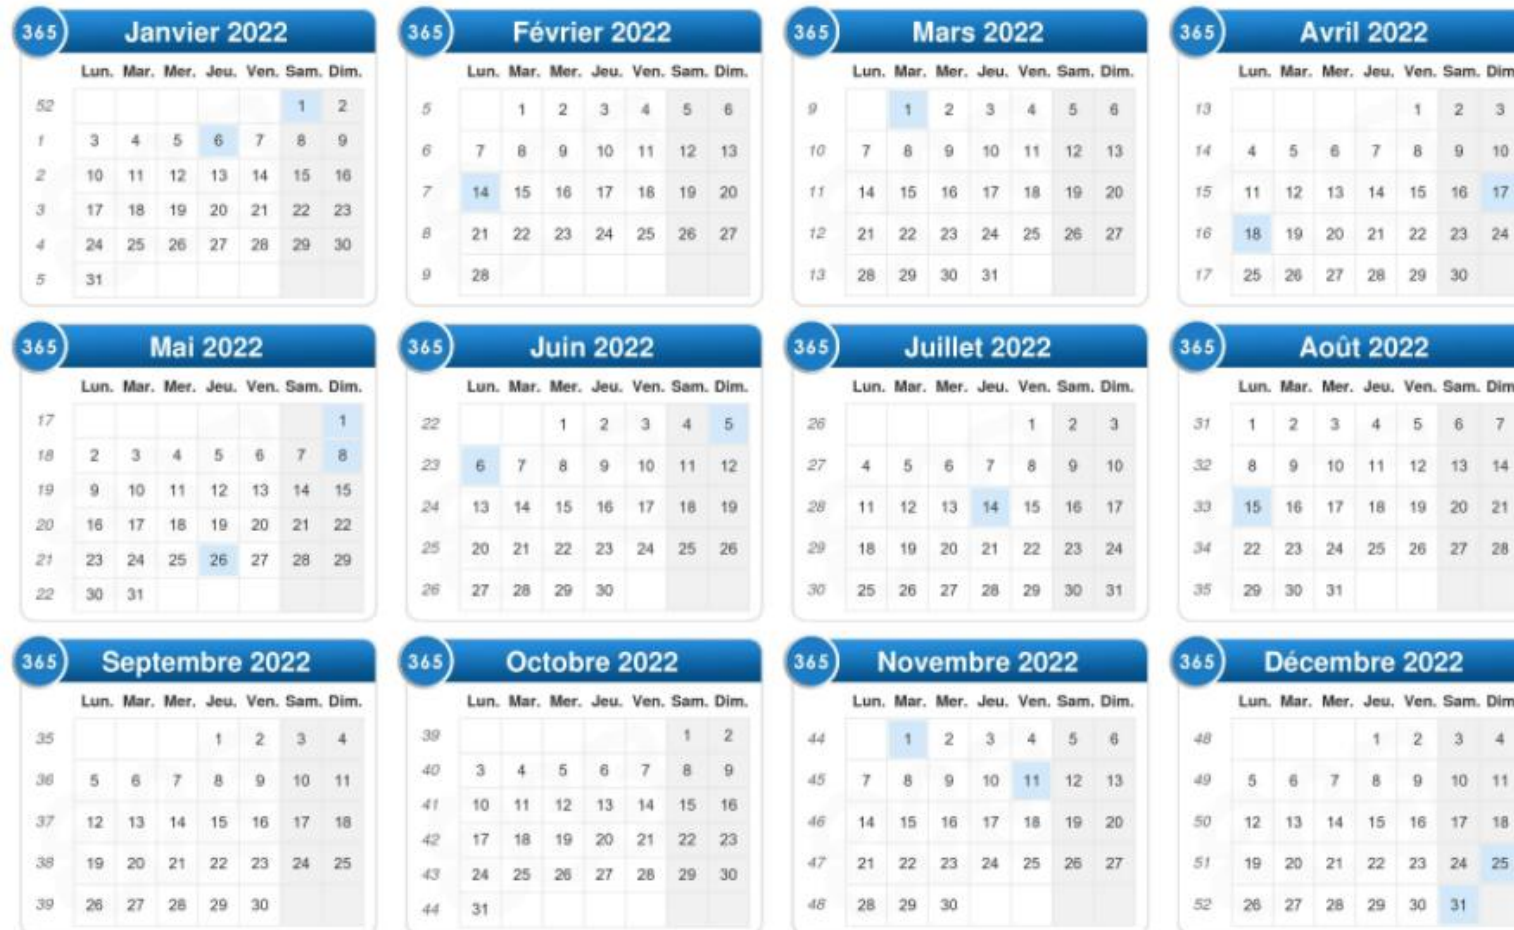 365 Janvier 2022
Lun. Mar. Mer. Jeu. Ven. Sam. Dim.
52 1 2
1 3 4 5 6 7 8 9
2 10 11 12 13 14 15 16
3 17 18 19 20 21 22 23
4 24 25 26 27 28 29 30
5 31
365 Février 2022
Lun. Mar. Mer. Jeu. Ven. Sam. Dim.
5 1 2 3 4 5 6
6 7 8 9 10 11 12 13
7 14 15 16 17 18 19 20
8 21 22 23 24 25 26 27
9 28
365 Mars 2022
Lun. Mar. Mer. Jeu. Ven. Sam. Dim.
9 1 2 3 4 5 6
10 7 8 9 10 11 12 13
11 14 15 16 17 18 19 20
12 21 22 23 24 25 26 27
13 28 29 30 31
365 Avril 2022
Lun. Mar. Mer. Jeu. Ven. Sam. Dim
13 1 2 3
14 4 5 6 7 8 9 10
15 11 12 13 14 15 16 17
16 18 19 20 21 22 23 24
17 25 26 27 28 29 30
365 Mai 2022
Lun. Mar. Mer. Jeu. Ven. Sam. Dim.
17 1
18 2 3 4 5 6 7 8
19 9 10 11 12 13 14 15
20 16 17 18 19 20 21 22
21 23 24 25 26 27 28 29
22 30 31
365 Juin 2022
Lun. Mar. Mer. Jeu. Ven. Sam. Dim.
22 1 2 3 4 5
23 6 7 8 9 10 11 12
24 13 14 15 16 17 18 19
25 20 21 22 23 24 25 26
26 27 28 29 30
365 Juillet 2022
Lun. Mar. Mer. Jeu. Ven. Sam. Dim.
26 1 2 3
27 4 5 6 7 8 9 10
28 11 12 13 14 15 16 17
29 18 19 20 21 22 23 24
30 25 26 27 28 29 30 31
365 Août 2022
Lun. Mar. Mer. Jeu. Ven. Sam. Dim
31 1 2 3 4 5 6 7
32 8 9 10 11 12 13 14
33 15 16 17 18 19 20 21
34 22 23 24 25 26 27 28
35 29 30 31
365 Septembre 2022
Lun. Mar. Mer. Jeu. Ven. Sam. Dim.
35 1 2 3 4
36 5 6 7 8 9 10 11
37 12 13 14 15 16 17 18
38 19 20 21 22 23 24 25
39 26 27 28 29 30
365 Octobre 2022
Lun. Mar. Mer. Jeu. Ven. Sam. Dim.
39 1 2
40 3 4 5 6 7 8 9
41 10 11 12 13 14 15 16
42 17 18 19 20 21 22 23
43 24 25 26 27 28 29 30
44 31
365 Novembre 2022
Lun. Mar. Mer. Jeu. Ven. Sam. Dim.
44 1 2 3 4 5 6
45 7 8 9 10 11 12 13
46 14 15 16 17 18 19 20
47 21 22 23 24 25 26 27
48 28 29 30
365 Décembre 2022
Lun. Mar. Mer. Jeu. Ven. Sam. Dim
48 1 2 3 4
49 5 6 7 8 9 10 11
50 12 13 14 15 16 17 18
51 19 20 21 22 23 24 25
52 26 27 28 29 30 31